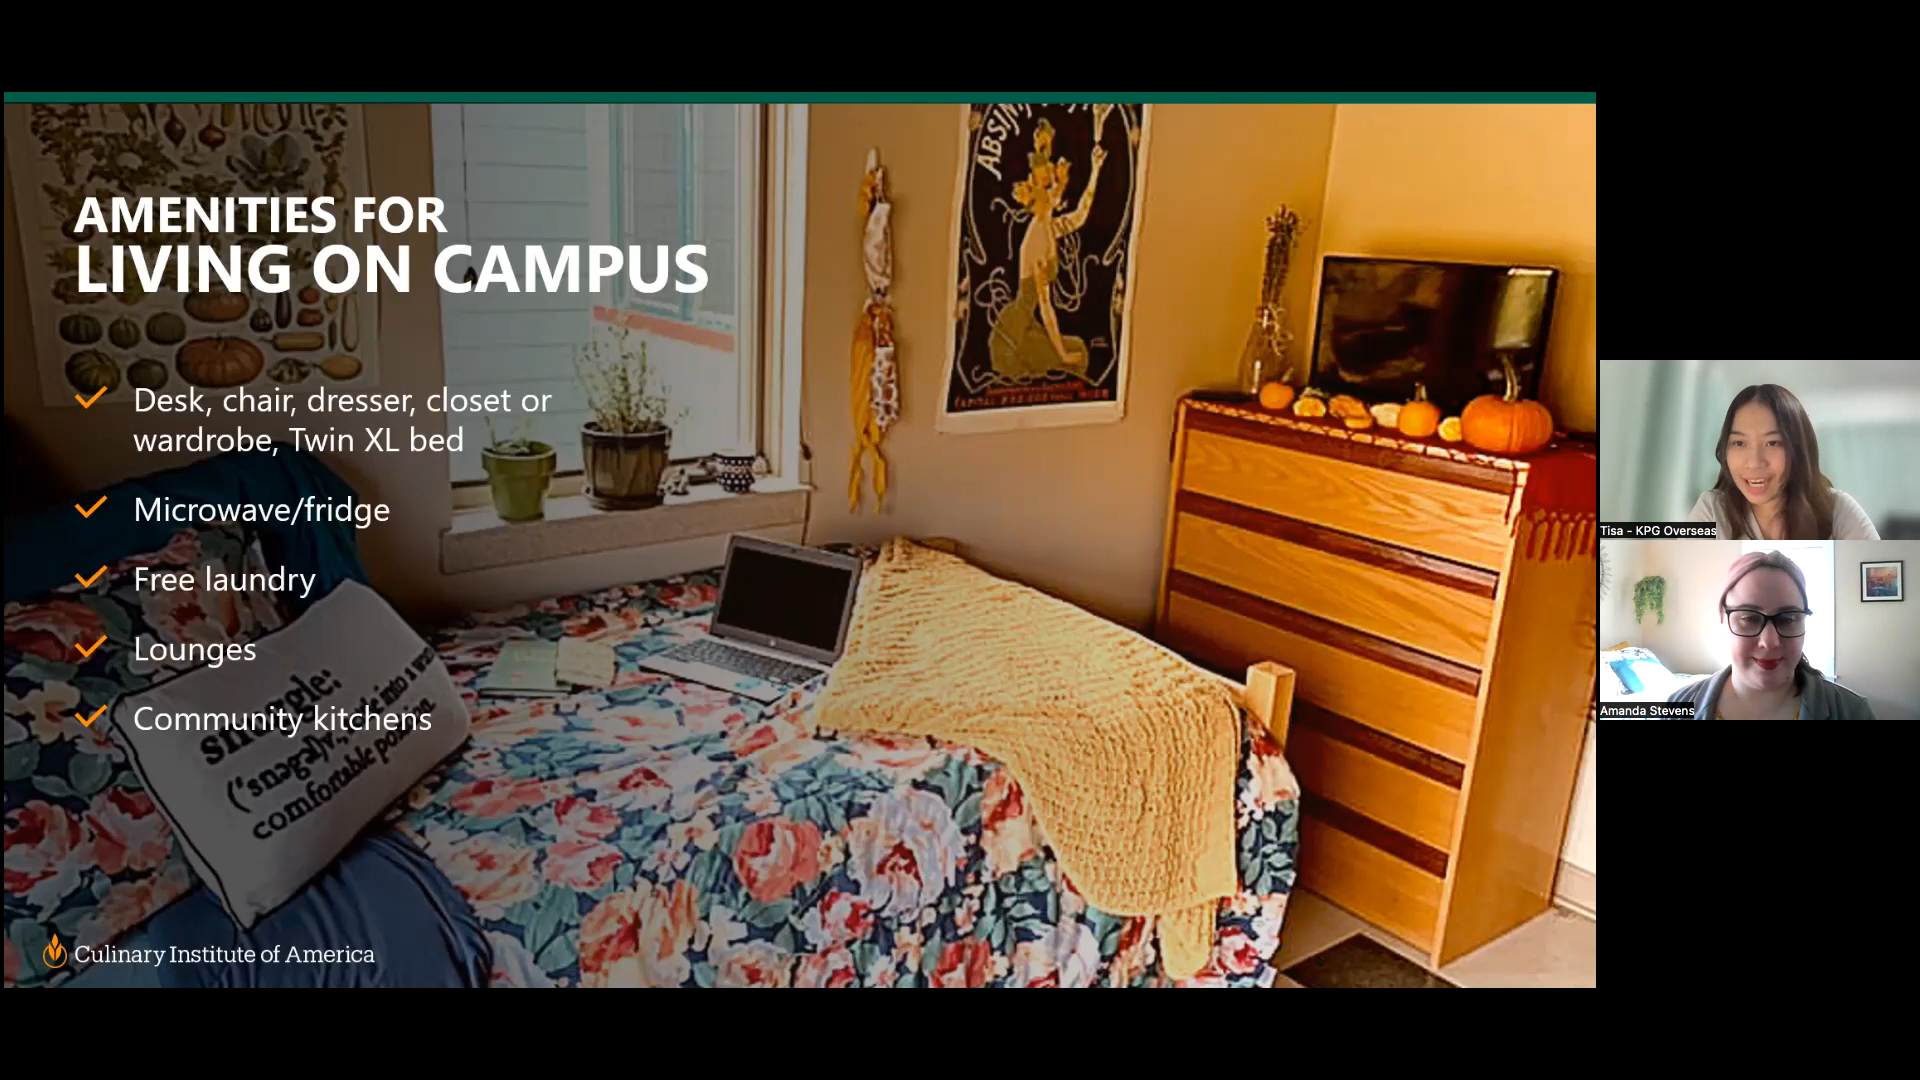 AMENITIES FOR
LIVING ON CAMPUS
Desk, chair, dresser, closet or
wardrobe, Twin XL bed
Microwave/fridge
Free laundry
Lounges
Community kitchens
Culinary Institute of America
Tisa - KPG Overseas
Amanda Stevens